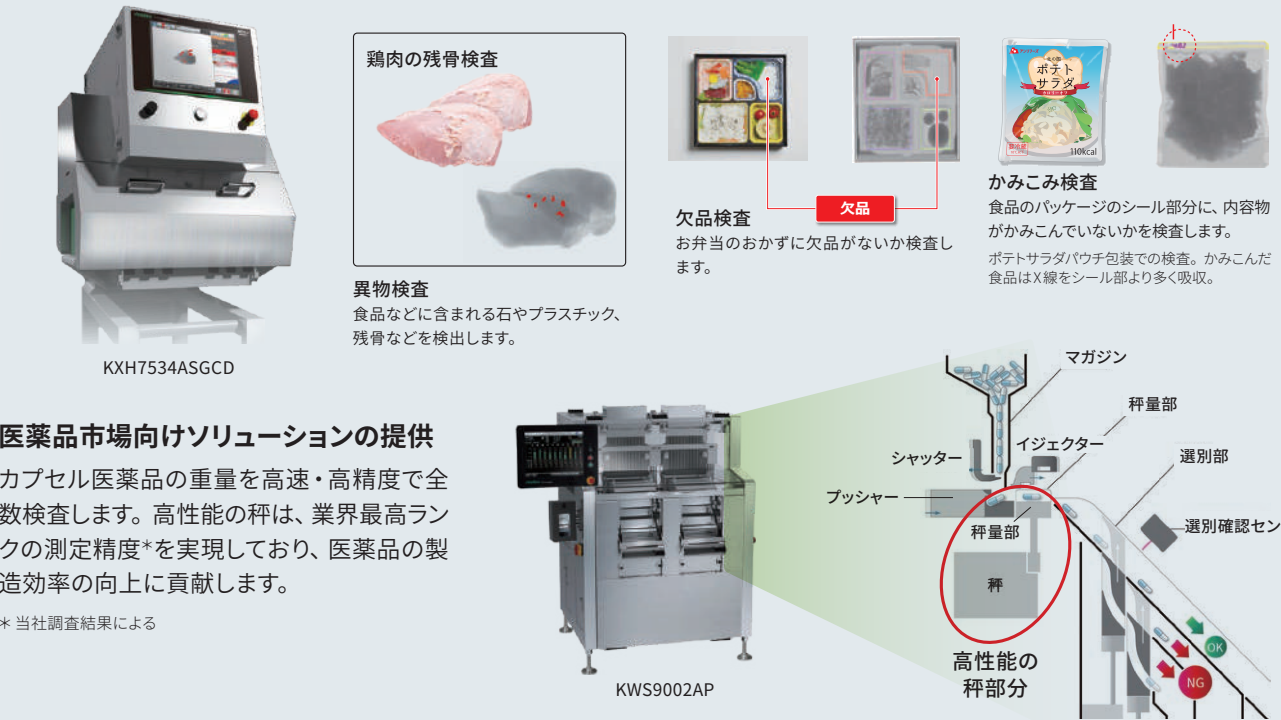 鶏肉の残骨検査
異物検査
食品などに含まれる石やプラスチック、
残骨などを検出します。
KXH7534ASGCD
欠品
欠品検査
お弁当のおかずに欠品がないか検査し
ます。
ポテト
サラダ
110kcal
かみこみ検査
食品のパッケージのシール部分に、内容物
がかみこんでいないかを検査します。
ポテトサラダパウチ包装での検査。かみこんだ
食品はX線をシール部より多く吸収。
医薬品市場向けソリューションの提供
カプセル医薬品の重量を高速・高精度で全
数検査します。高性能の秤は、業界最高ラン
クの測定精度*を実現しており、医薬品の製
造効率の向上に貢献します。
* 当社調査結果による
KWS9002AP
マガジン
秤量部
イジェクター
シャッター
選別部
プッシャー
秤量部
選別確認セン
秤
高性能の
秤部分
OK
NG